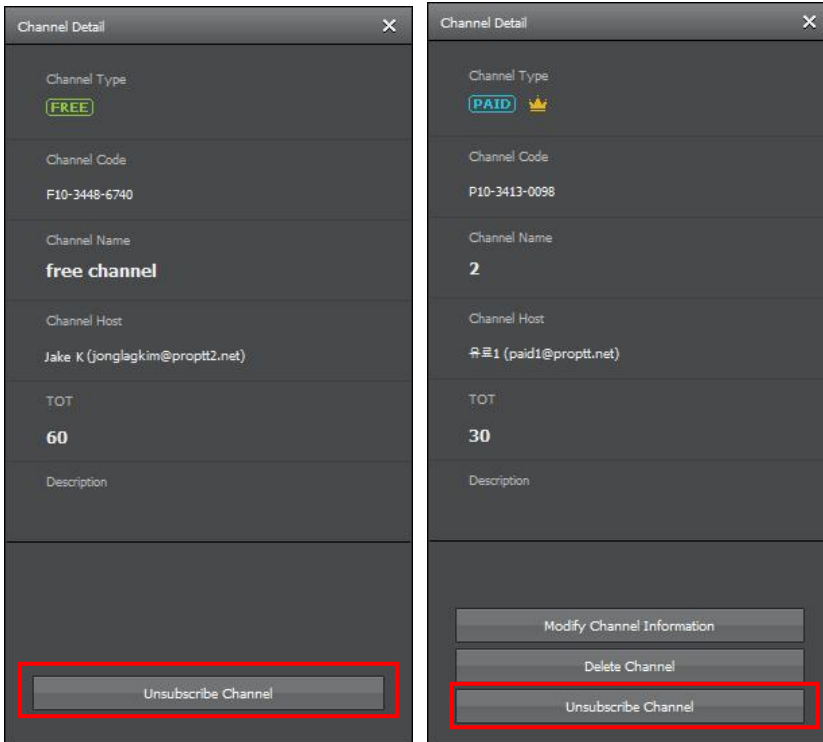 Channel Detail
Channel Type
FREE
Channel Code
F10-3448-6740
Channel Name
free channel
Channel Host
Jake K (jonglagkim@proptt2.net)
TOT
60
Description
Unsubscribe Channel
Channel Detail
Channel Type
PAID
Channel Code
P10-3413-0098
Channel Name
2
Channel Host
유료1 (paid1@proptt.net)
TOT
30
Description
Modify Channel Information
Delete Channel
Unsubscribe Channel